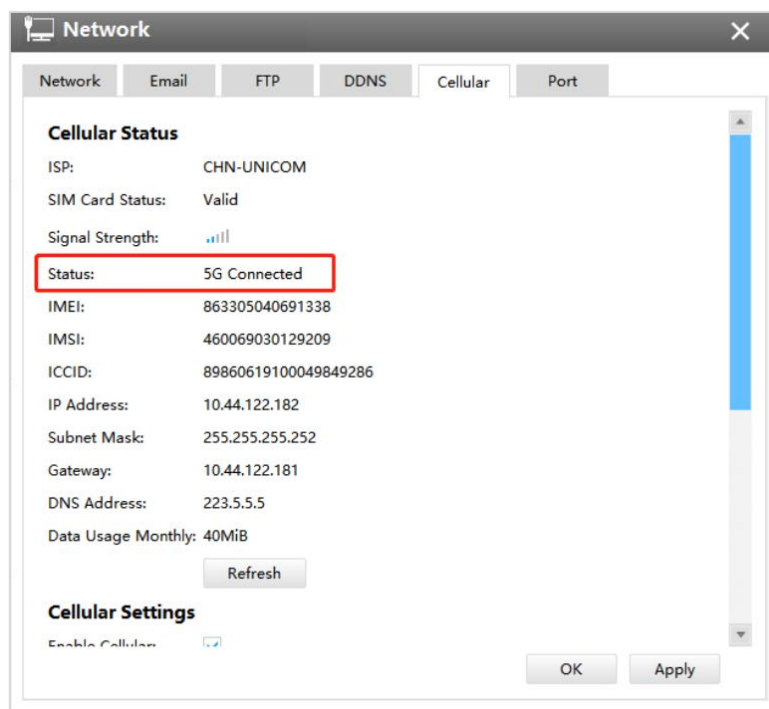 Network
Network Email FTP DDNS Cellular Port
Cellular Status
ISP: CHN-UNICOM
SIM Card Status: Valid
Signal Strength:
Status: 5G Connected
IMEI: 863305040691338
IMSI: 460069030129209
ICCID: 89860619100049849286
IP Address: 10.44.122.182
Subnet Mask: 255.255.255.252
Gateway: 10.44.122.181
DNS Address: 223.5.5.5
Data Usage Monthly: 40MiB
Refresh
Cellular Settings
Enable Cellular:
OK Apply